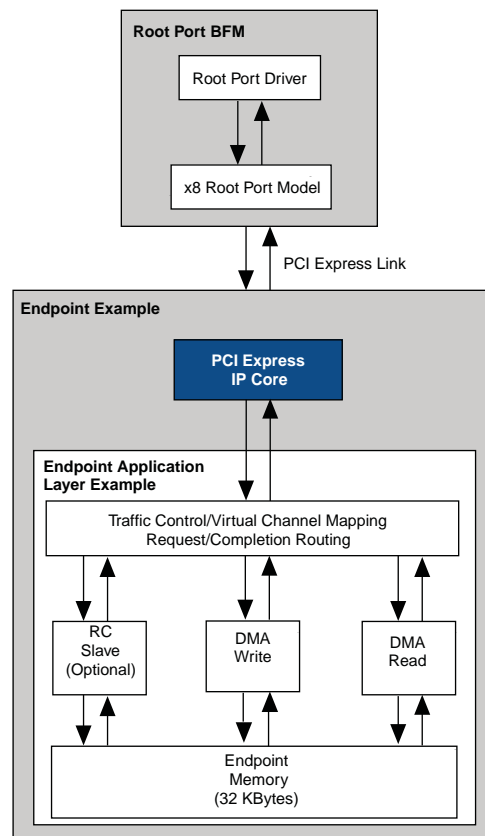 Root Port BFM
Root Port Driver
x8 Root Port Model
PCI Express Link
Endpoint Example
PCI Express
IP Core
Endpoint Application
Layer Example
Traffic Control/Virtual Channel Mapping
Request/Completion Routing
RC
Slave
(Optional)
DMA
Write
DMA
Read
Endpoint
Memory
(32 KBytes)